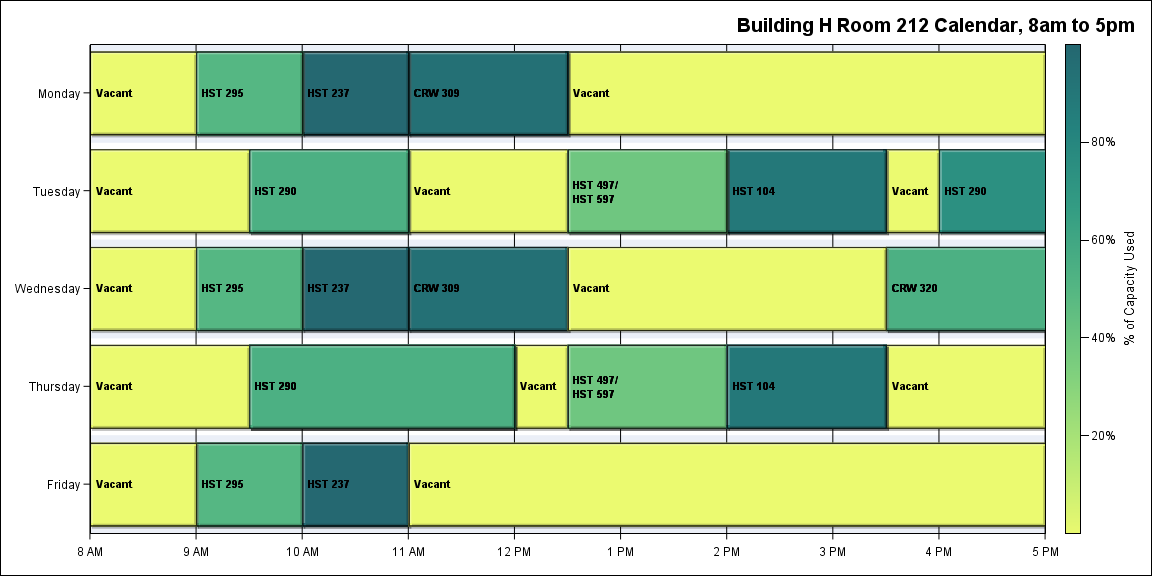 Building H Room 212 Calendar, 8am to 5pm
Monday
Vacant
HST 295
HST 237
CRW 309
Vacant
Tuesday
Vacant
HST 290
Vacant
HST 497/
HST 597
HST 104
Vacant
HST 290
Wednesday
Vacant
HST 295
HST 237
CRW 309
Vacant
CRW 320
Thursday
Vacant
HST 290
Vacant
HST 497/
HST 597
HST 104
Vacant
Friday
Vacant
HST 295
HST 237
Vacant
8 AM
9 AM
10 AM
11 AM
12 PM
1 PM
2 PM
3 PM
4 PM
5 PM
80%
60%
40%
20%
% of Capacity Used